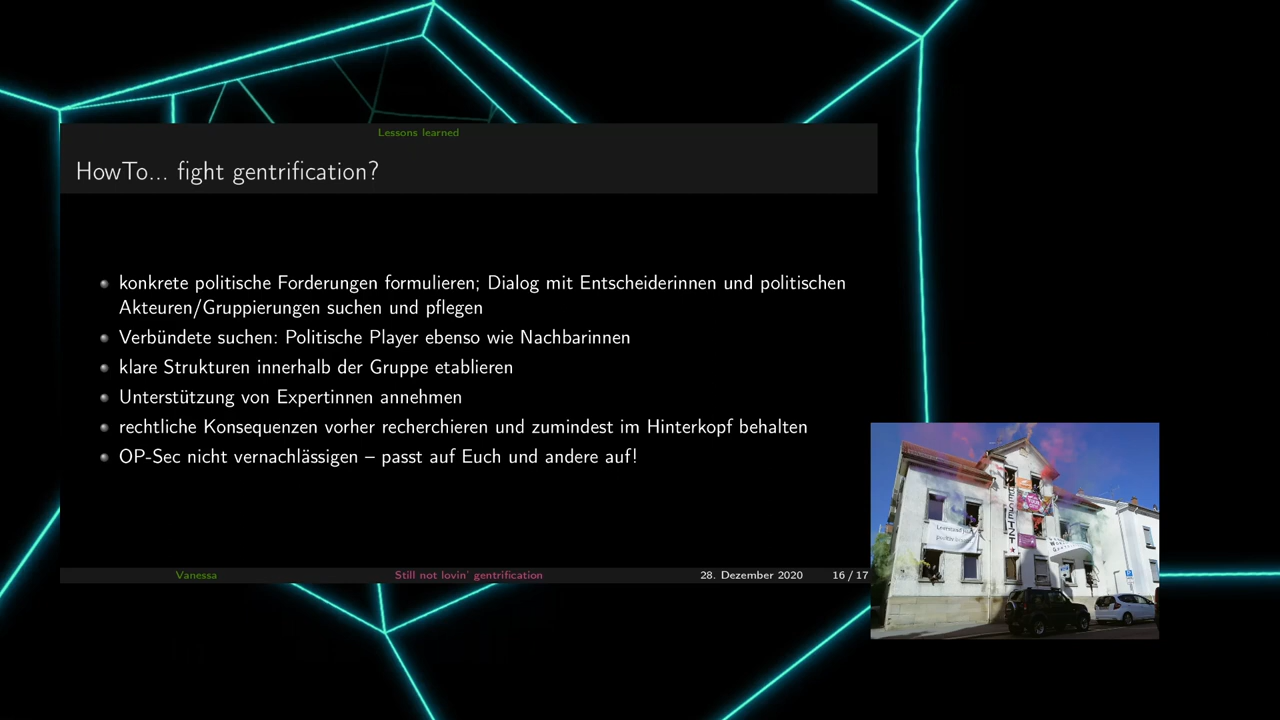 Lessons learned
HowTo... fight gentrification?
konkrete politische Forderungen formulieren; Dialog mit Entscheiderinnen und politischen
Akteuren/Gruppierungen suchen und pflegen
Verbündete suchen: Politische Player ebenso wie Nachbarinnen
klare Strukturen innerhalb der Gruppe etablieren
Unterstützung von Expertinnen annehmen
rechtliche Konsequenzen vorher recherchieren und zumindest im Hinterkopf behalten
OP-Sec nicht vernachlässigen – passt auf Euch und andere auf!
Vanessa
Still not lovin' gentrification
28. Dezember 2020
16 / 17
BESETZT